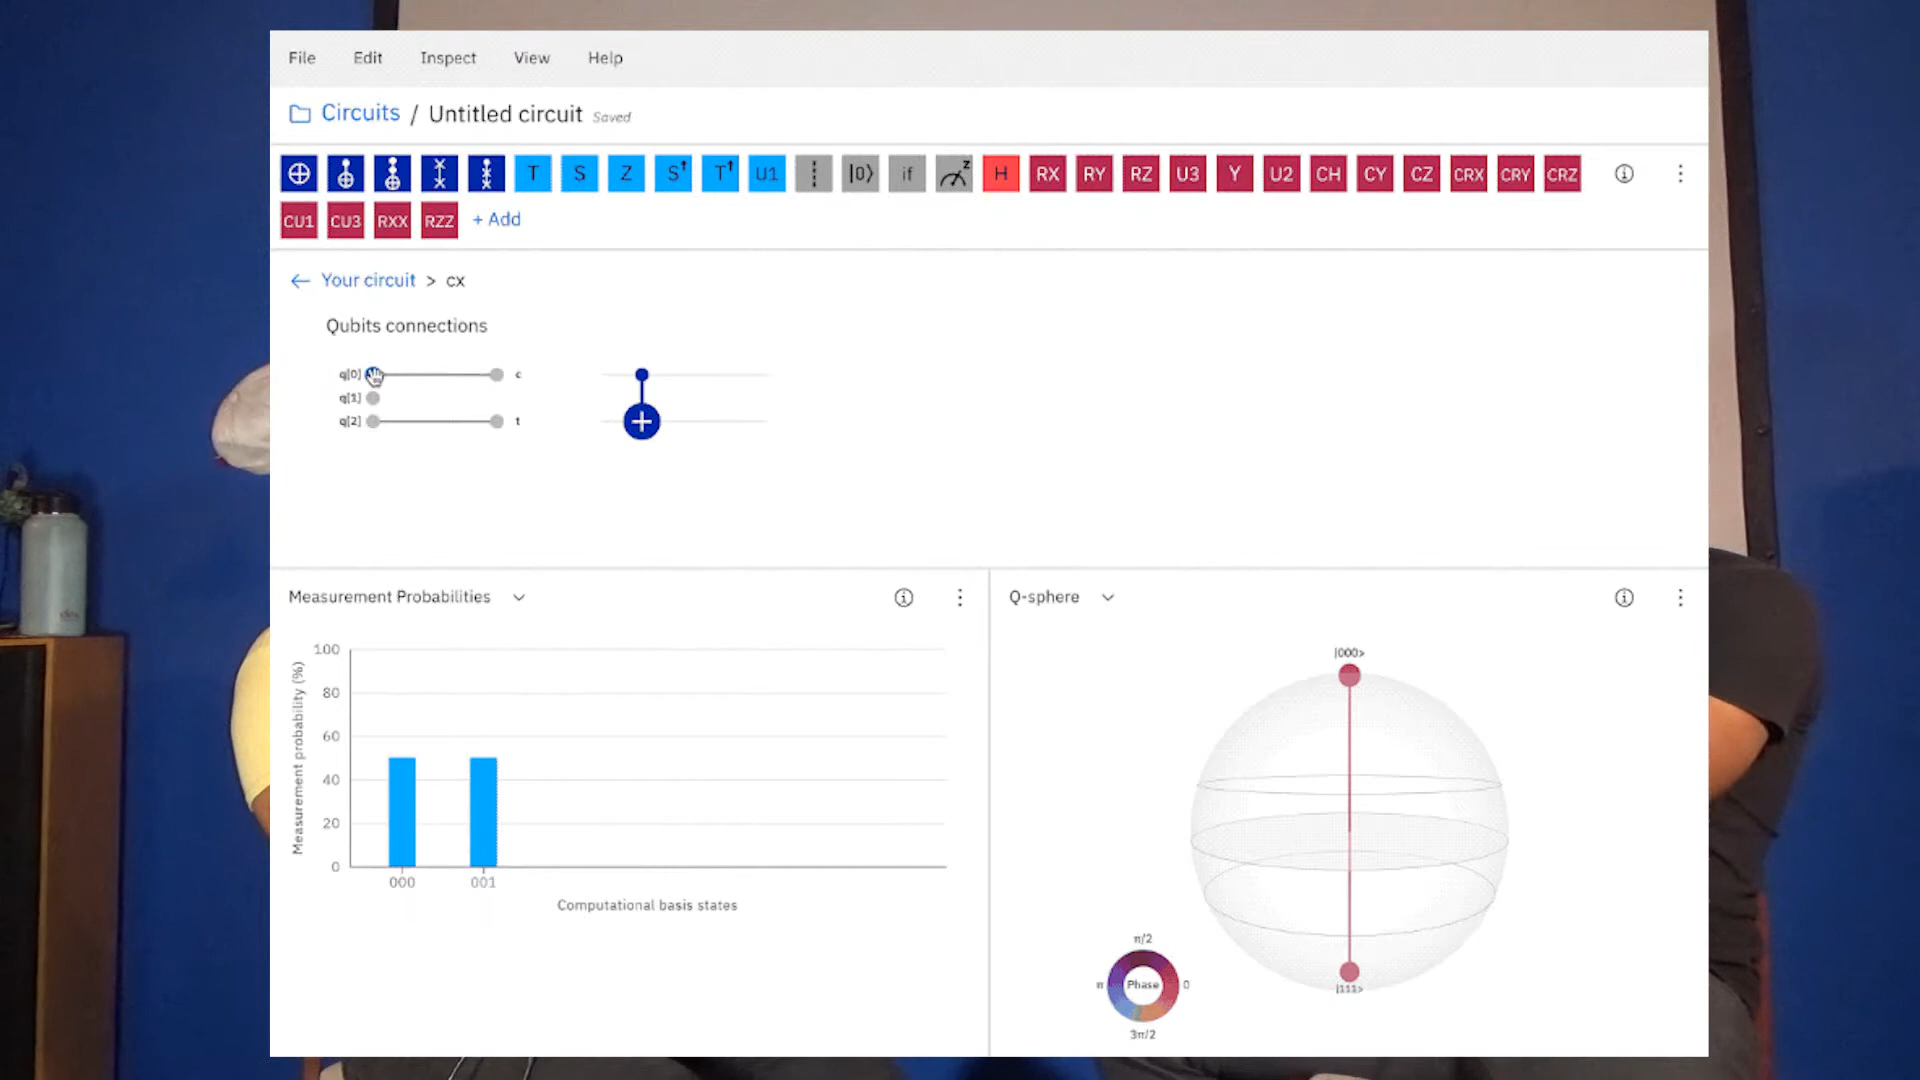 File Edit Inspect View Help
Circuits / Untitled circuit Saved
T S Z S† T† U1 |0⟩ if z H RX RY RZ U3 Y U2 CH CY CZ CRX CRY CRZ
CU1 CU3 RXX RZZ + Add
← Your circuit > cx
Qubits connections
q[0] c
q[1]
q[2] t
Measurement Probabilities
Measurement probability (%)
100
80
60
40
20
0
000 001
Computational basis states
Q-sphere
|000>
|111>
π/2
π Phase 0
3π/2